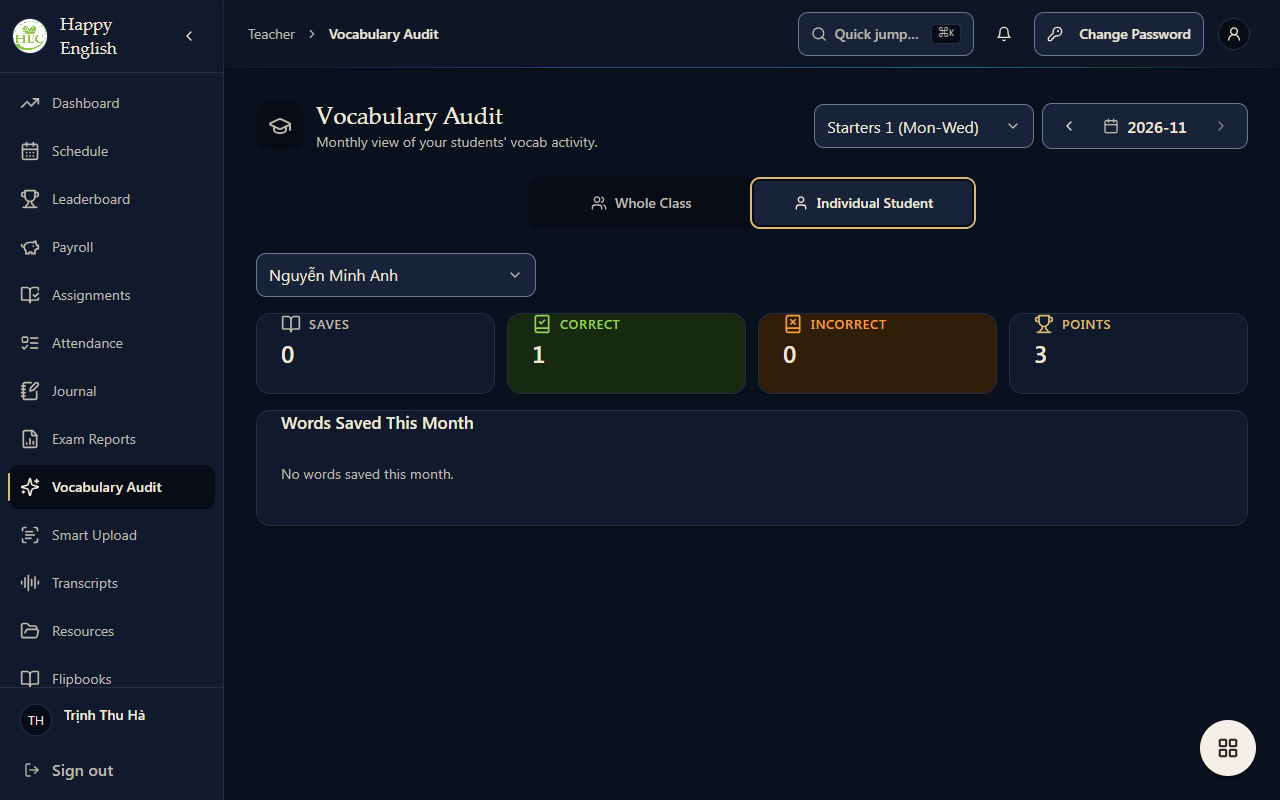 HEC
Happy
English
Dashboard
Schedule
Leaderboard
Payroll
Assignments
Attendance
Journal
Exam Reports
Vocabulary Audit
Smart Upload
Transcripts
Resources
Flipbooks
TH
Trịnh Thu Hà
Sign out
Teacher
Vocabulary Audit
Quick jump...
⌘K
Change Password
Vocabulary Audit
Monthly view of your students' vocab activity.
Starters 1 (Mon-Wed)
2026-11
Whole Class
Individual Student
Nguyễn Minh Anh
SAVES
0
CORRECT
1
INCORRECT
0
POINTS
3
Words Saved This Month
No words saved this month.